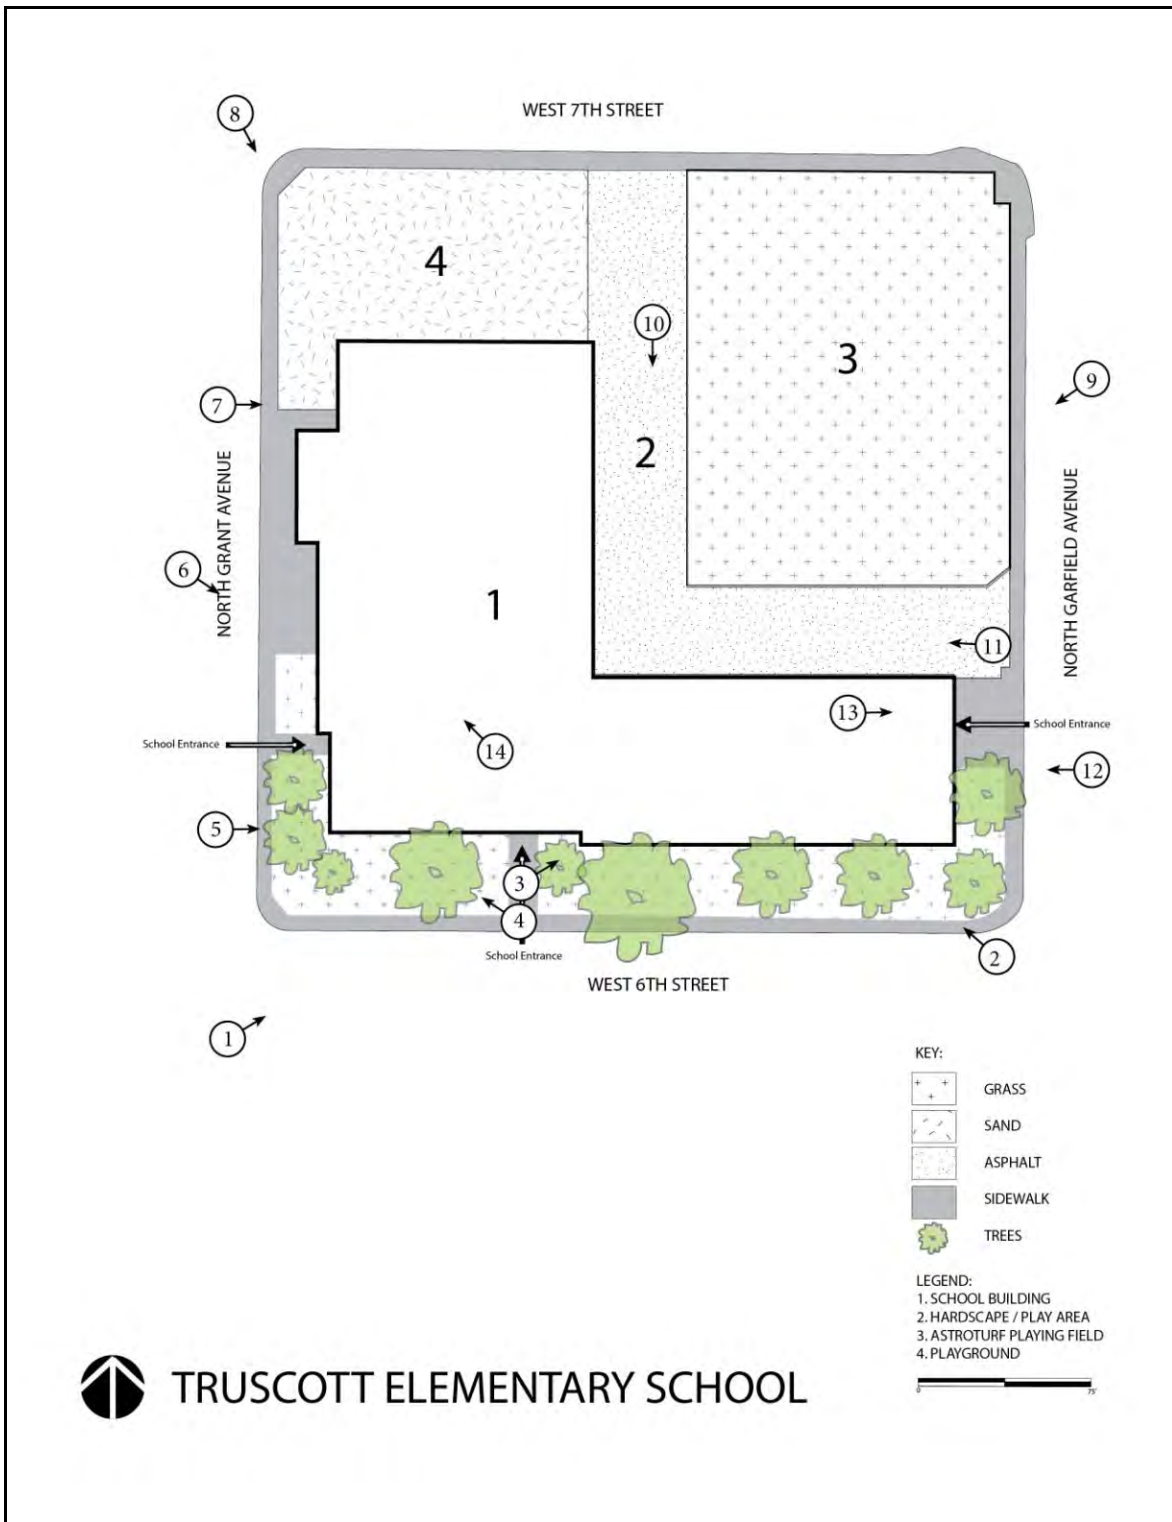 8
WEST 7TH STREET
4
10
3
9
7
2
NORTH GRANT AVENUE
6
NORTH GARFIELD AVENUE
1
11
13
School Entrance
School Entrance
14
12
5
3
4
School Entrance
2
WEST 6TH STREET
1
KEY:
GRASS
SAND
ASPHALT
SIDEWALK
TREES
LEGEND:
1. SCHOOL BUILDING
2. HARDSCAPE / PLAY AREA
3. ASTROTURF PLAYING FIELD
4. PLAYGROUND
0 75'
TRUSCOTT ELEMENTARY SCHOOL